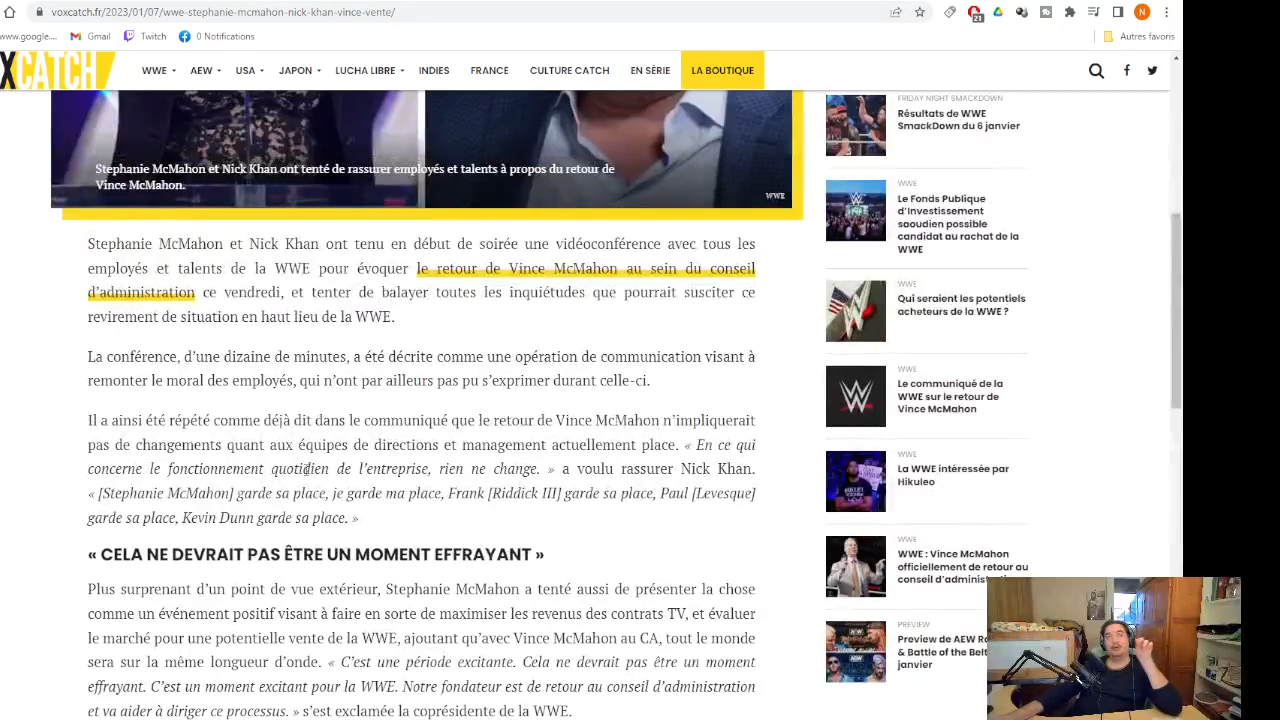 voxcatch.fr/2023/01/07/wwe-stephanie-mcmahon-nick-khan-vince-vente/
21
N
www.google....
Gmail
Twitch
0 Notifications
Autres favoris
XCATCH
WWE
AEW
USA
JAPON
LUCHA LIBRE
INDIES
FRANCE
CULTURE CATCH
EN SÉRIE
LA BOUTIQUE
Stephanie McMahon et Nick Khan ont tenté de rassurer employés et talents à propos du retour de
Vince McMahon.
WWE
Stephanie McMahon et Nick Khan ont tenu en début de soirée une vidéoconférence avec tous les
employés et talents de la WWE pour évoquer le retour de Vince McMahon au sein du conseil
d'administration ce vendredi, et tenter de balayer toutes les inquiétudes que pourrait susciter ce
revirement de situation en haut lieu de la WWE.
La conférence, d'une dizaine de minutes, a été décrite comme une opération de communication visant à
remonter le moral des employés, qui n'ont par ailleurs pas pu s'exprimer durant celle-ci.
Il a ainsi été répété comme déjà dit dans le communiqué que le retour de Vince McMahon n'impliquerait
pas de changements quant aux équipes de directions et management actuellement place. « En ce qui
concerne le fonctionnement quotidien de l'entreprise, rien ne change. » a voulu rassurer Nick Khan.
« [Stephanie McMahon] garde sa place, je garde ma place, Frank [Riddick III] garde sa place, Paul [Levesque]
garde sa place, Kevin Dunn garde sa place. »
« CELA NE DEVRAIT PAS ÊTRE UN MOMENT EFFRAYANT »
Plus surprenant d'un point de vue extérieur, Stephanie McMahon a tenté aussi de présenter la chose
comme un événement positif visant à faire en sorte de maximiser les revenus des contrats TV, et évaluer
le marché pour une potentielle vente de la WWE, ajoutant qu'avec Vince McMahon au CA, tout le monde
sera sur la même longueur d'onde. « C'est une période excitante. Cela ne devrait pas être un moment
effrayant. C'est un moment excitant pour la WWE. Notre fondateur est de retour au conseil d'administration
et va aider à diriger ce processus. » s'est exclamée la coprésidente de la WWE.
FRIDAY NIGHT SMACKDOWN
Résultats de WWE
SmackDown du 6 janvier
WWE
Le Fonds Publique
d'Investissement
saoudien possible
candidat au rachat de la
WWE
WWE
Qui seraient les potentiels
acheteurs de la WWE ?
WWE
Le communiqué de la
WWE sur le retour de
Vince McMahon
WWE
La WWE intéressée par
Hikuleo
WWE
WWE : Vince McMahon
officiellement de retour au
conseil d'administ
PREVIEW
Preview de AEW R
& Battle of the Belt
janvier